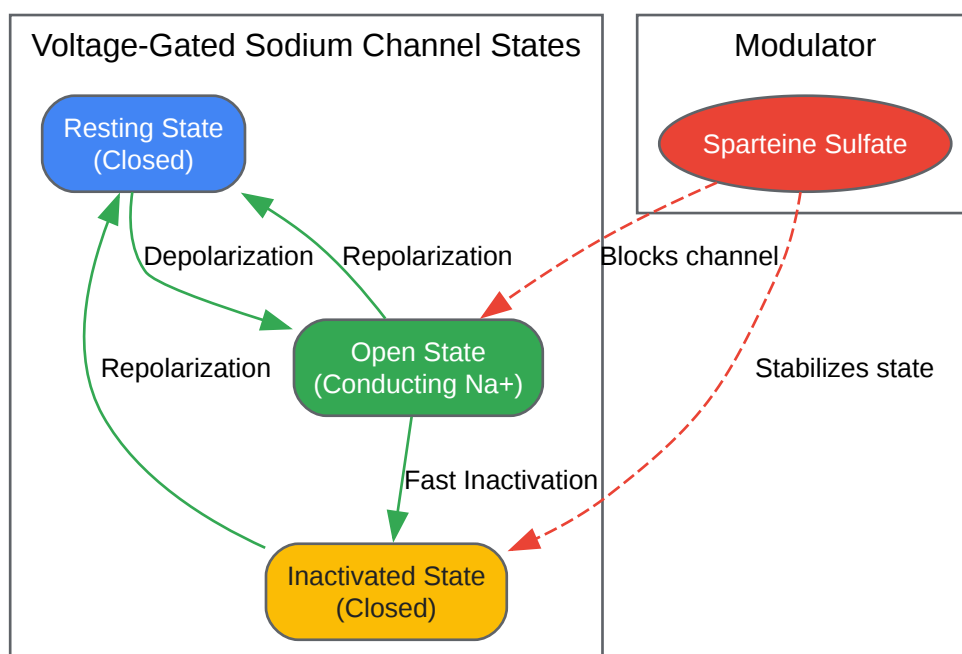 Voltage-Gated Sodium Channel States
Modulator
Resting State
(Closed)
Sparteine Sulfate
Depolarization
Repolarization
Blocks channel
Open State
(Conducting Na+)
Repolarization
Stabilizes state
Fast Inactivation
Inactivated State
(Closed)